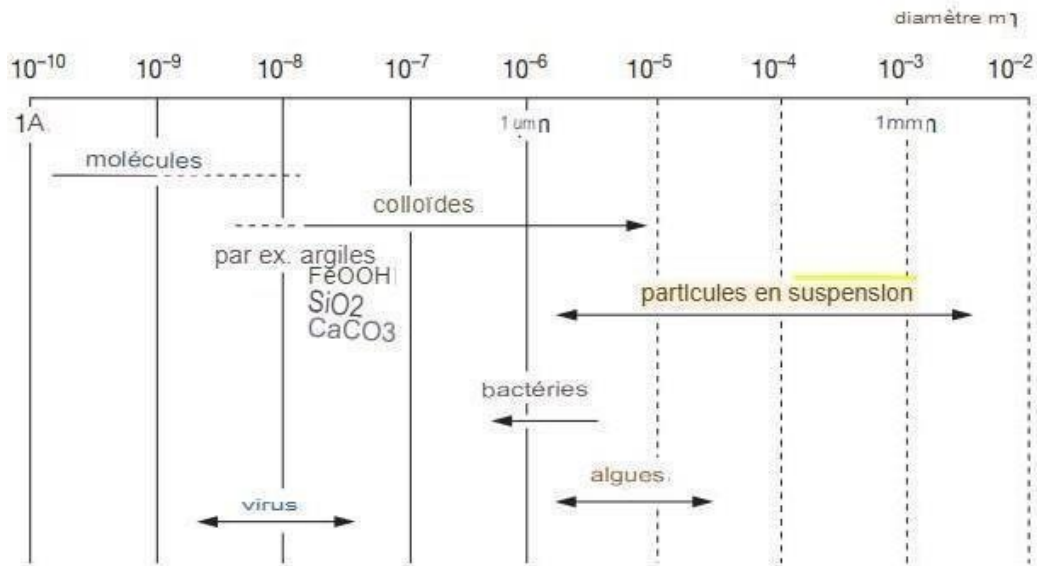 diamètre m
10⁻¹⁰ 10⁻⁹ 10⁻⁸ 10⁻⁷ 10⁻⁶ 10⁻⁵ 10⁻⁴ 10⁻³ 10⁻²
1A 1 µm 1mm
molécules
colloïdes
par ex. argiles
FeOOH
SiO2
CaCO3
particules en suspension
bactéries
algues
virus